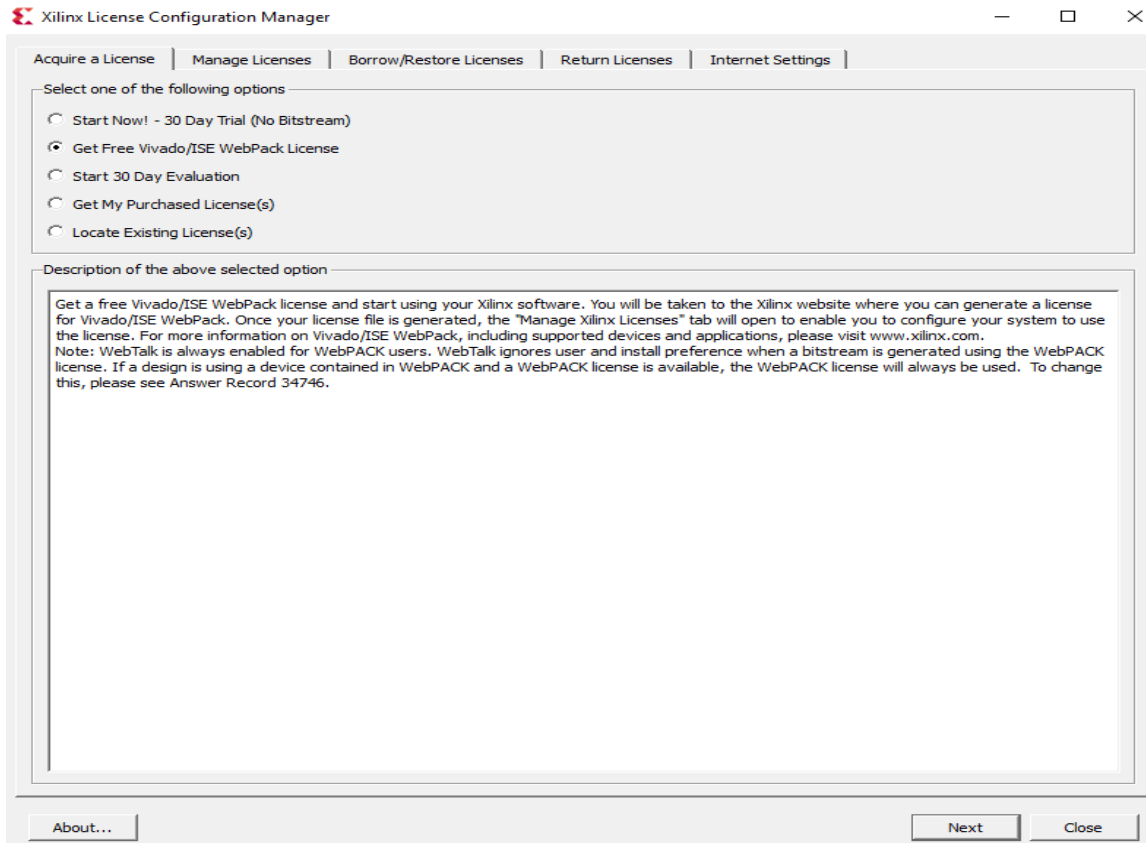 Xilinx License Configuration Manager
Acquire a License
Manage Licenses
Borrow/Restore Licenses
Return Licenses
Internet Settings
Select one of the following options
Start Now! - 30 Day Trial (No Bitstream)
Get Free Vivado/ISE WebPack License
Start 30 Day Evaluation
Get My Purchased License(s)
Locate Existing License(s)
Description of the above selected option
Get a free Vivado/ISE WebPack license and start using your Xilinx software. You will be taken to the Xilinx website where you can generate a license
for Vivado/ISE WebPack. Once your license file is generated, the "Manage Xilinx Licenses" tab will open to enable you to configure your system to use
the license. For more information on Vivado/ISE WebPack, including supported devices and applications, please visit www.xilinx.com.
Note: WebTalk is always enabled for WebPACK users. WebTalk ignores user and install preference when a bitstream is generated using the WebPACK
license. If a design is using a device contained in WebPACK and a WebPACK license is available, the WebPACK license will always be used.  To change
this, please see Answer Record 34746.
About...
Next
Close